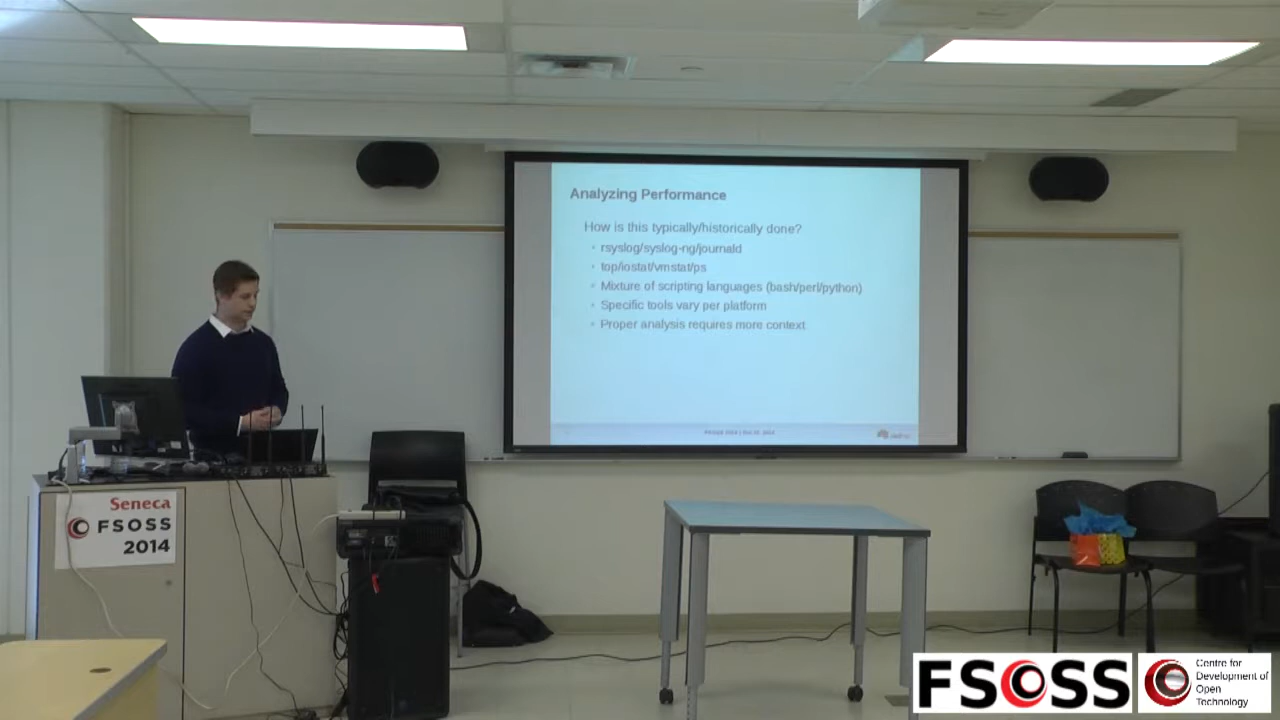 Analyzing Performance
How is this typically/historically done?
rsyslog/syslog-ng/journald
top/iostat/vmstat/ps
Mixture of scripting languages (bash/perl/python)
Specific tools vary per platform
Proper analysis requires more context
Seneca
FSOSS
2014
FSOSS
Centre for
Development of
Open
Technology